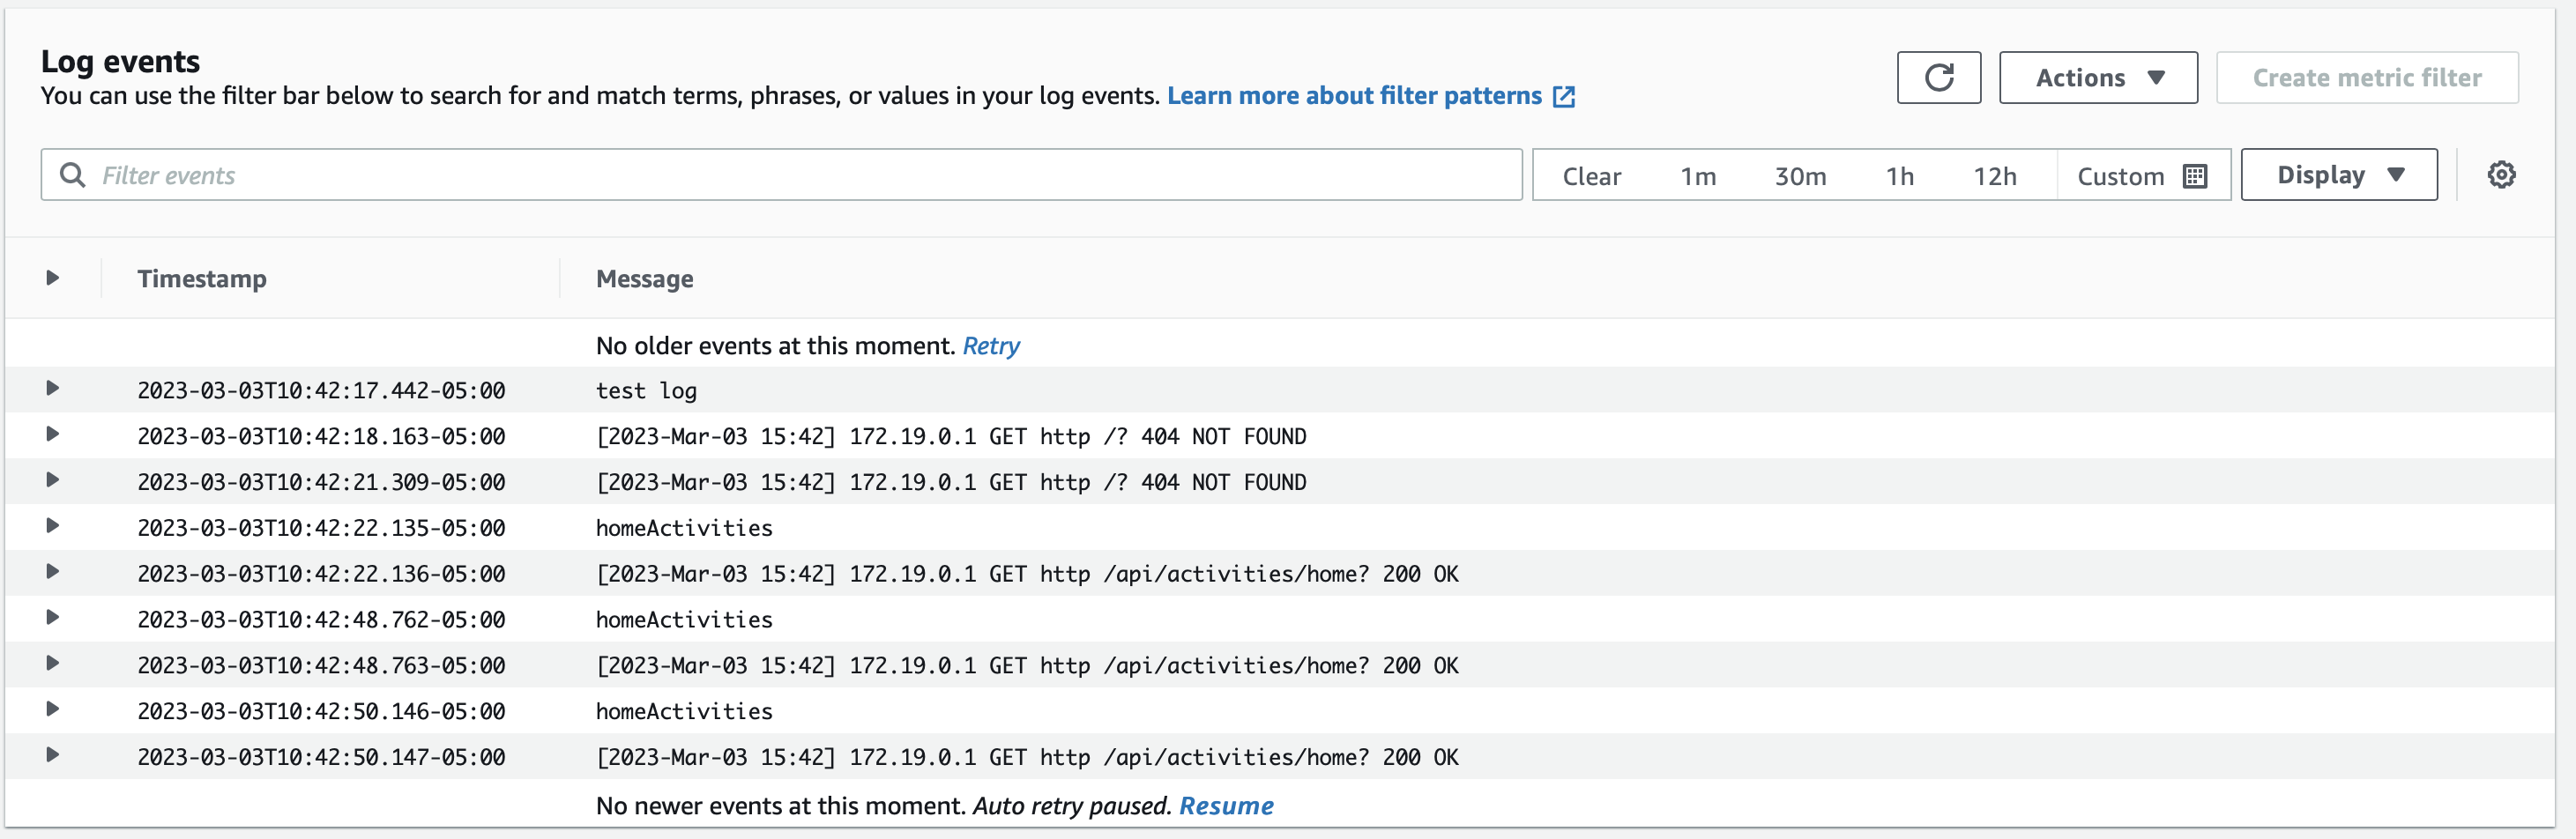 Log events
You can use the filter bar below to search for and match terms, phrases, or values in your log events. Learn more about filter patterns
Actions
Create metric filter
Filter events
Clear 1m 30m 1h 12h Custom
Display
Timestamp Message
No older events at this moment. Retry
2023-03-03T10:42:17.442-05:00 test log
2023-03-03T10:42:18.163-05:00 [2023-Mar-03 15:42] 172.19.0.1 GET http /? 404 NOT FOUND
2023-03-03T10:42:21.309-05:00 [2023-Mar-03 15:42] 172.19.0.1 GET http /? 404 NOT FOUND
2023-03-03T10:42:22.135-05:00 homeActivities
2023-03-03T10:42:22.136-05:00 [2023-Mar-03 15:42] 172.19.0.1 GET http /api/activities/home? 200 OK
2023-03-03T10:42:48.762-05:00 homeActivities
2023-03-03T10:42:48.763-05:00 [2023-Mar-03 15:42] 172.19.0.1 GET http /api/activities/home? 200 OK
2023-03-03T10:42:50.146-05:00 homeActivities
2023-03-03T10:42:50.147-05:00 [2023-Mar-03 15:42] 172.19.0.1 GET http /api/activities/home? 200 OK
No newer events at this moment. Auto retry paused. Resume